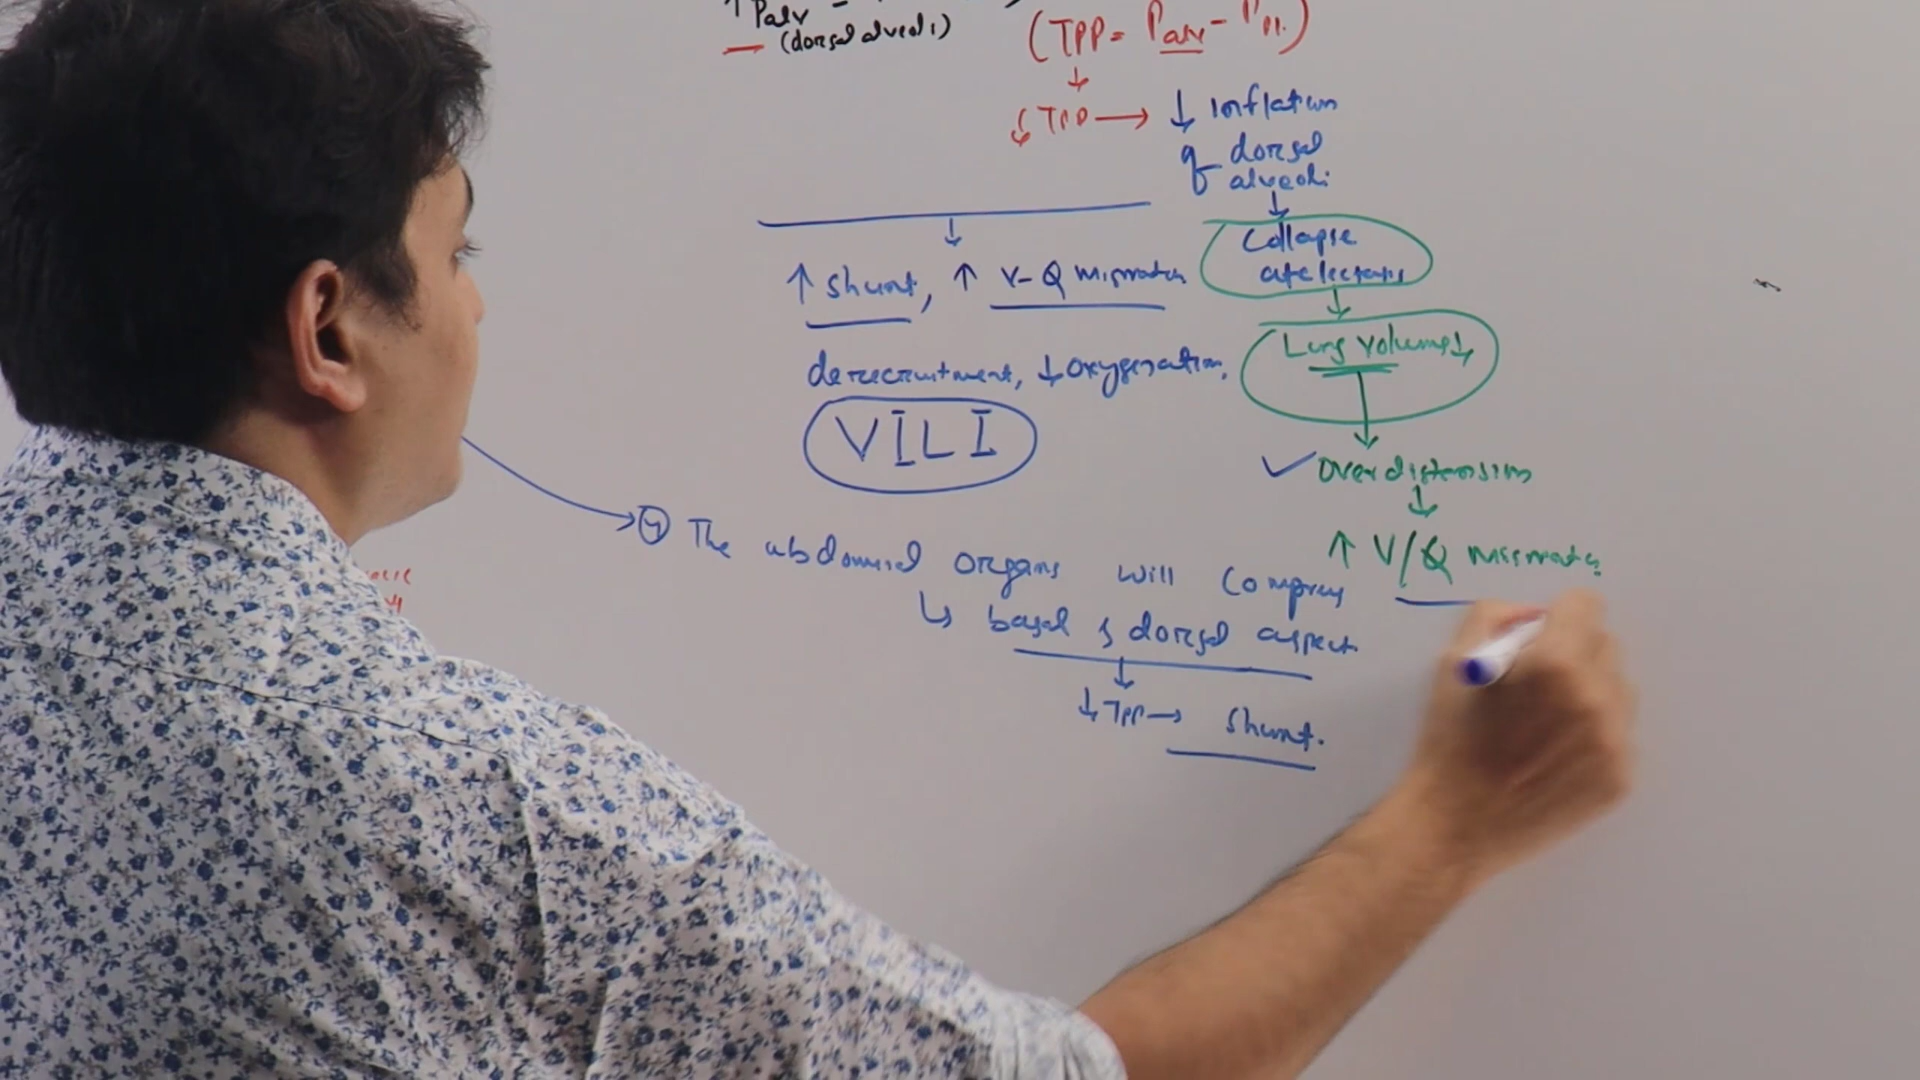 ↑ Palv -
(dorsal alveoli)
(TPP = Palv - Ppl.)
↓
↓ TPP → ↓ Inflation
of dorsal
alveoli
↓
Collapse
atelectasis
↓
Lung volume ↓
↓
✓ Overdistension
↓
↑ V/Q mismatch
↓
↑ shunt, ↑ V-Q mismatch
derecruitment, ↓ oxygenation,
VILI
→ 4 The abdominal organs will compress
↳ basal & dorsal aspect.
↓
↓ TPP → shunt.